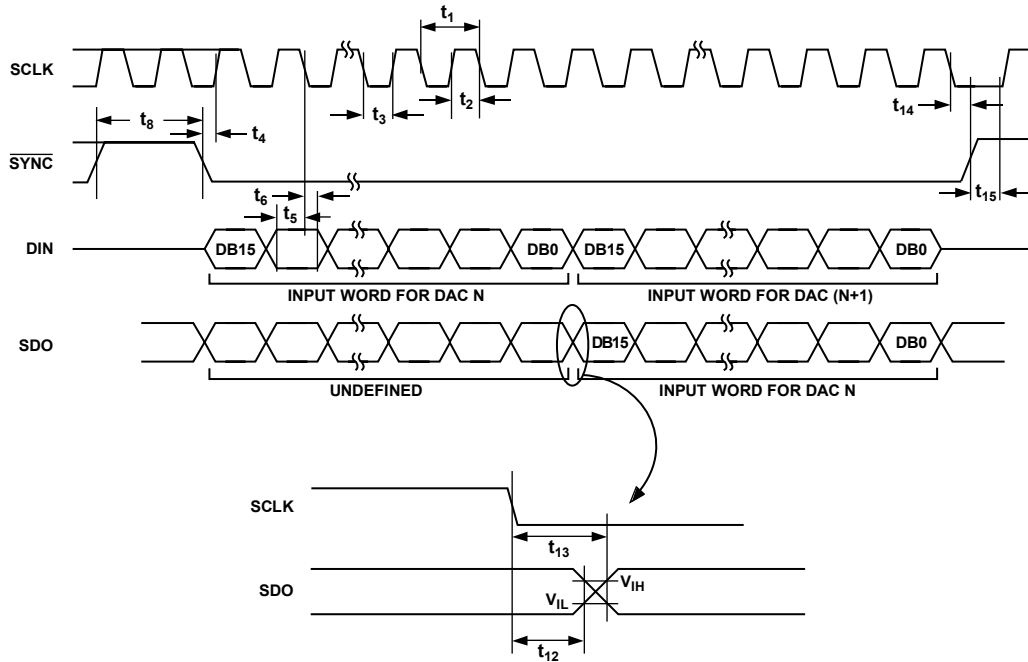 t1
SCLK
t3
t2
t14
t8
t4
SYNC
t6
t5
t15
DIN
DB15
DB0
DB15
DB0
INPUT WORD FOR DAC N
INPUT WORD FOR DAC (N+1)
SDO
DB15
DB0
UNDEFINED
INPUT WORD FOR DAC N
SCLK
t13
SDO
VIH
VIL
t12